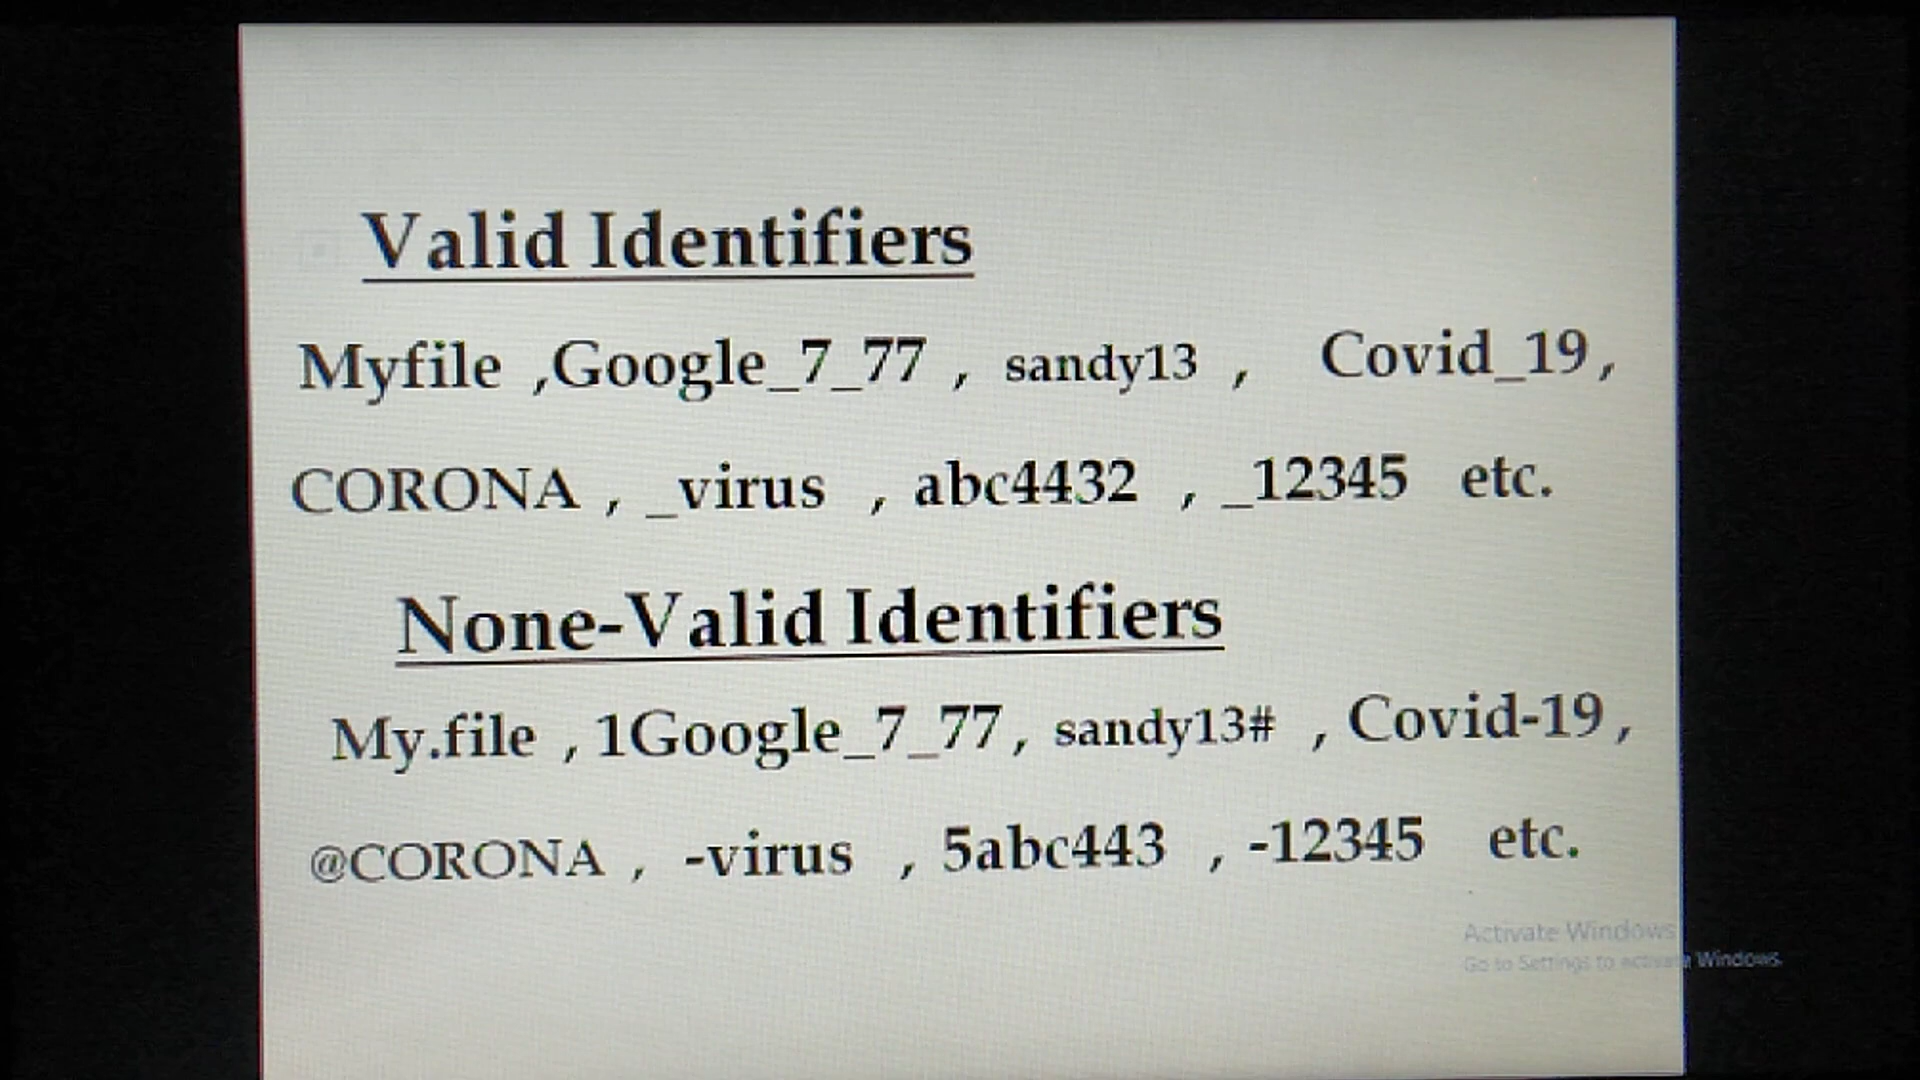 Valid Identifiers
Myfile ,Google_7_77 , sandy13 , Covid_19,
CORONA , _virus , abc4432 , _12345 etc.
None-Valid Identifiers
My.file , 1Google_7_77, sandy13# , Covid-19,
@CORONA , -virus , 5abc443 , -12345 etc.
Activate Windows
Go to Settings to activate Windows.